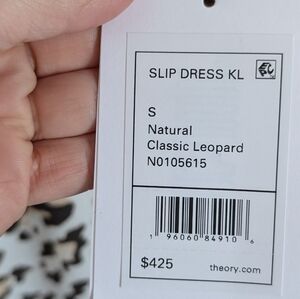 SLIP DRESS KL
S
Natural
Classic Leopard
N0105615
1 96060 84910 6
$425 theory.com